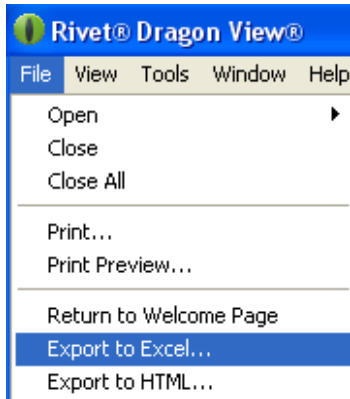 Rivet® Dragon View®
File View Tools Window Help
Open
Close
Close All
Print...
Print Preview...
Return to Welcome Page
Export to Excel...
Export to HTML...